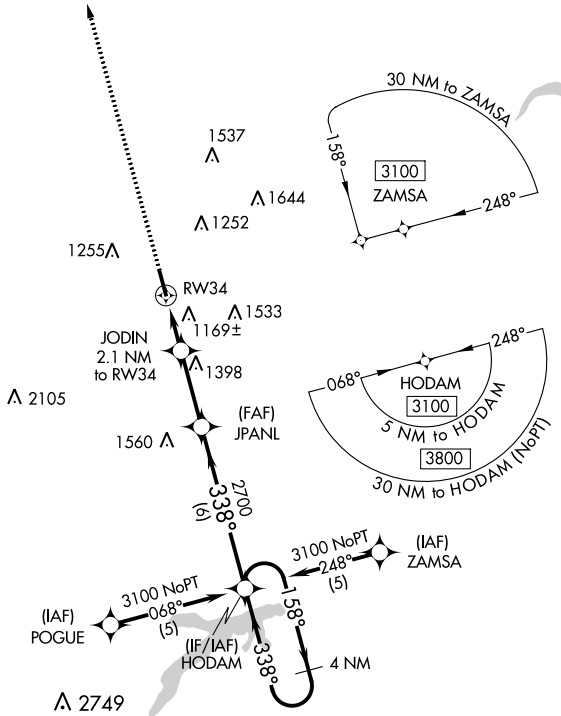 30 NM to ZAMSA
1537
158°
3100
ZAMSA
1644
248°
1252
1255
RW34
1533
1169±
JODIN
2.1 NM
to RW34
1398
248°
068°
HODAM
3100
5 NM to HODAM
3800
30 NM to HODAM (NoPT)
2105
(FAF)
JPANL
1560
2700
338°
(6)
3100 NoPT
248°
(5)
(IAF)
ZAMSA
3100 NoPT
068°
(5)
(IAF)
POGUE
158°
(IF/IAF)
HODAM
338°
4 NM
2749